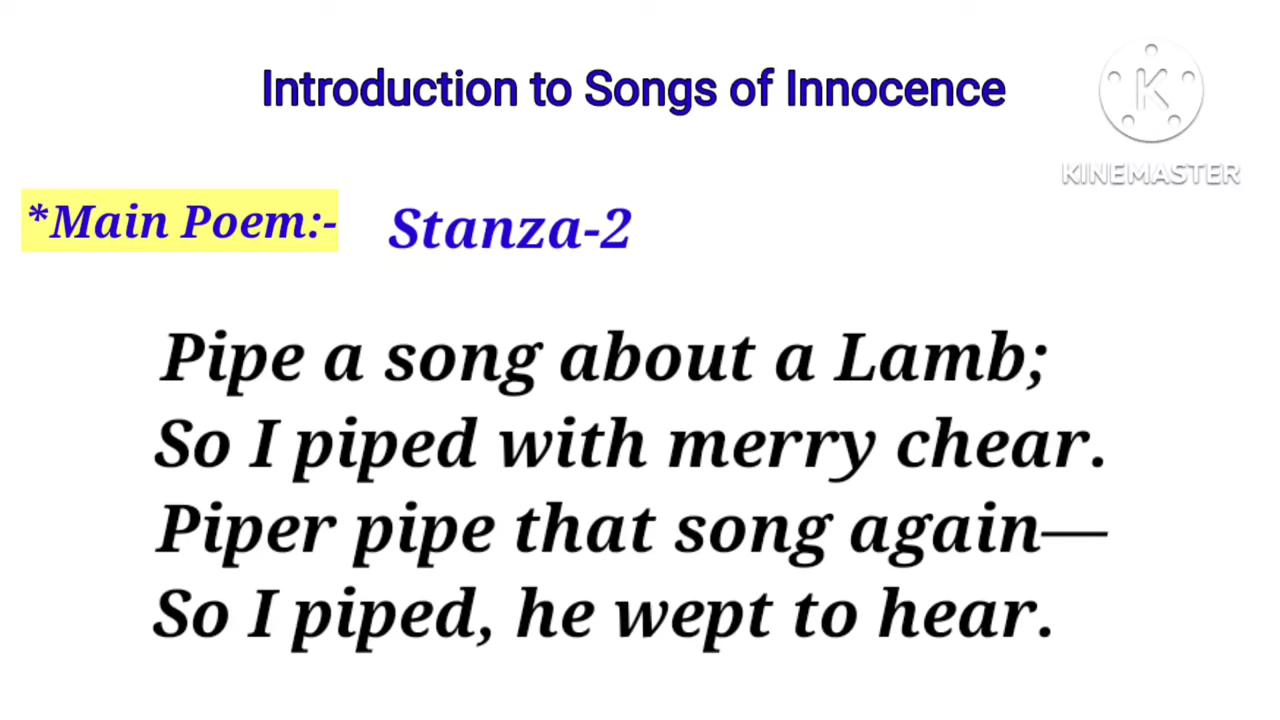 Introduction to Songs of Innocence
K
KINEMASTER
*Main Poem:- Stanza-2
Pipe a song about a Lamb;
So I piped with merry chear.
Piper pipe that song again—
So I piped, he wept to hear.